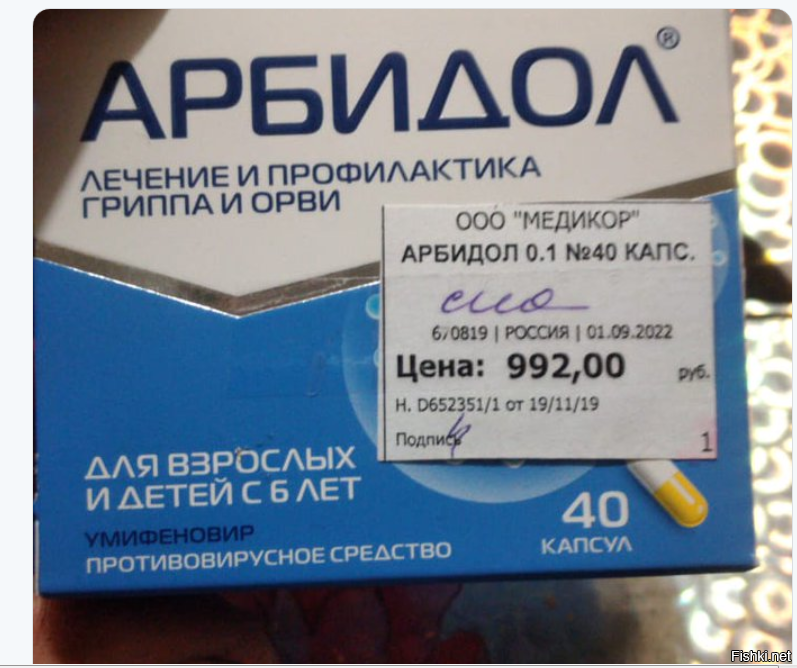 АРБИДОЛ®
ЛЕЧЕНИЕ И ПРОФИЛАКТИКА
ГРИППА И ОРВИ
ООО "МЕДИКОР"
АРБИДОЛ 0.1 №40 КАПС.
670819 | РОССИЯ | 01.09.2022
Цена: 992,00 руб.
Н. D652351/1 от 19/11/19
Подпись 1
ДЛЯ ВЗРОСЛЫХ
И ДЕТЕЙ С 6 ЛЕТ
УМИФЕНОВИР
ПРОТИВОВИРУСНОЕ СРЕДСТВО
40
КАПСУЛ
Fishki.net